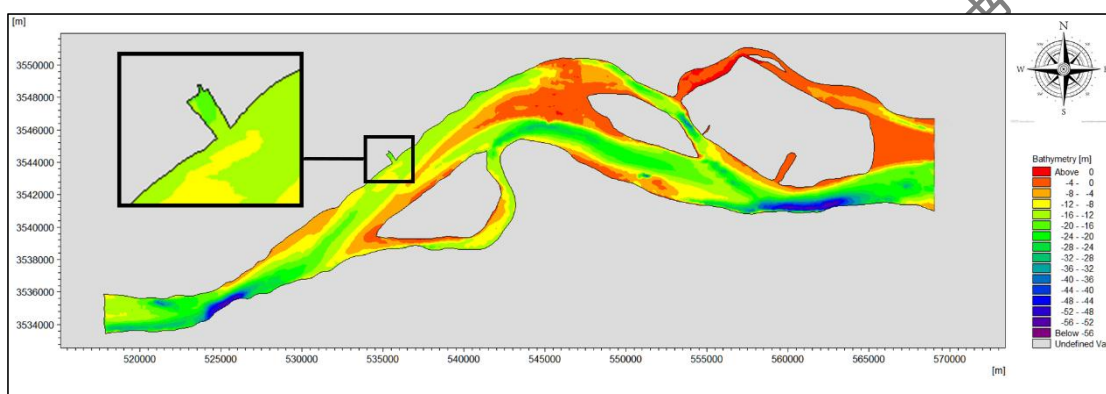 [m]
3550000
3548000
3546000
3544000
3542000
3540000
3538000
3536000
3534000
520000
525000
530000
535000
540000
545000
550000
555000
560000
565000
570000
[m]
N
W
S
Bathymetry [m]
Above 0
-4 - 0
-8 - -4
-12 - -8
-16 - -12
-20 - -16
-24 - -20
-28 - -24
-32 - -28
-36 - -32
-40 - -36
-44 - -40
-48 - -44
-52 - -48
-56 - -52
Below -56
Undefined Va